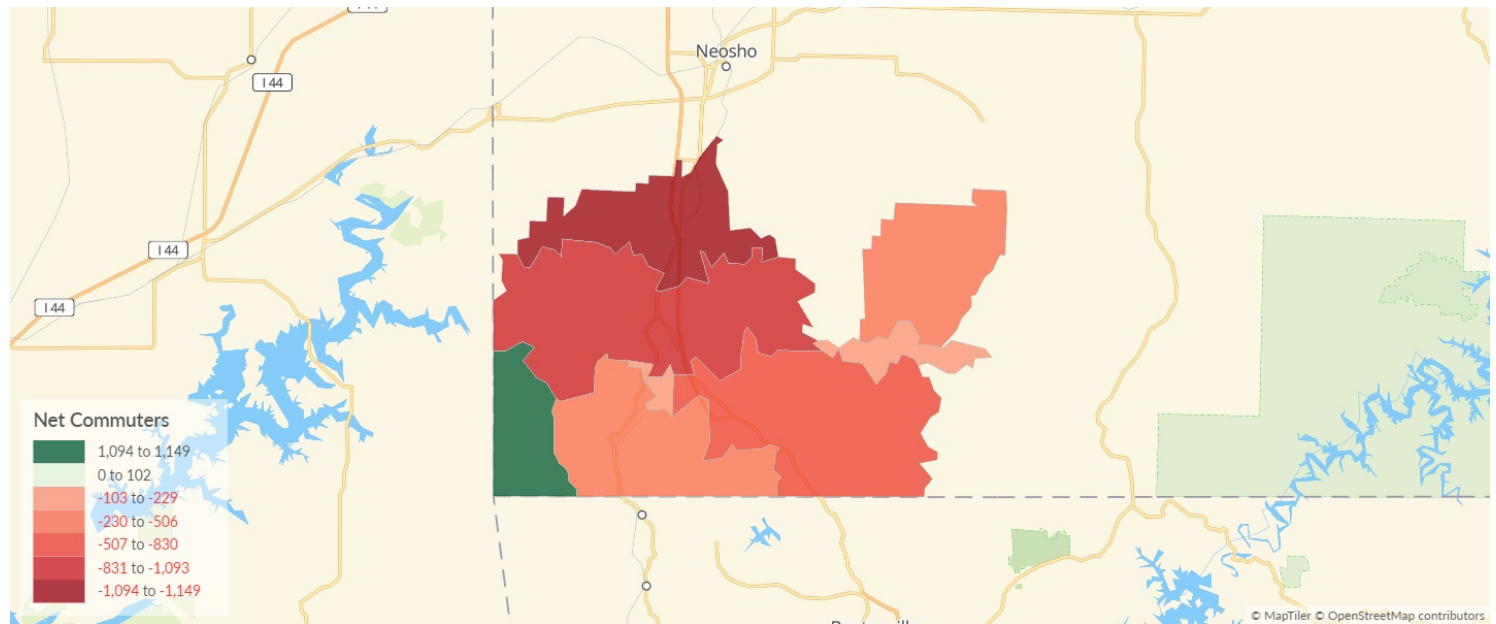 Neosho
I 44
I 44
I 44
Net Commuters
1,094 to 1,149
0 to 102
-103 to -229
-230 to -506
-507 to -830
-831 to -1,093
-1,094 to -1,149
© MapTiler © OpenStreetMap contributors